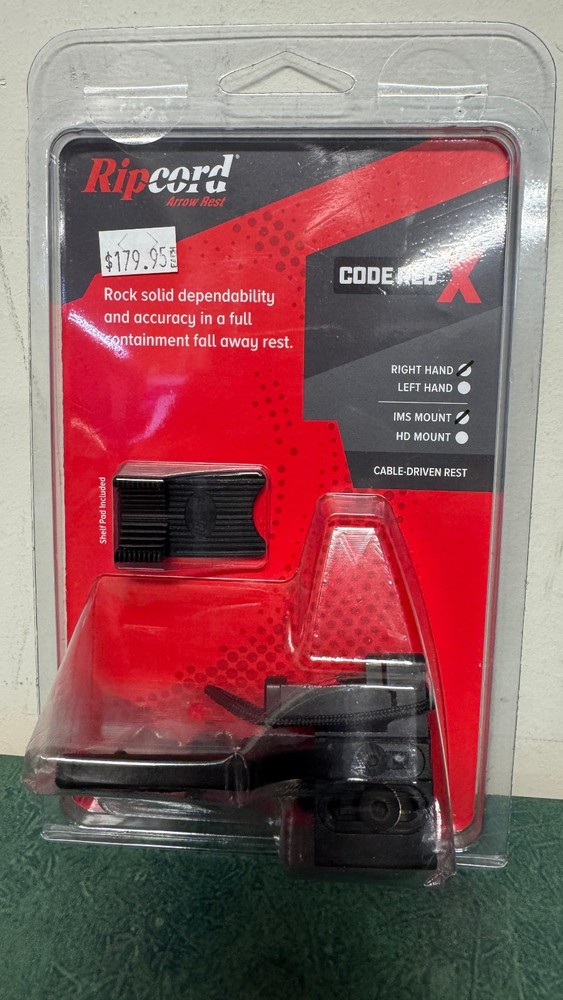 Ripcord
Arrow Rest
$179.95
Rock solid dependability
and accuracy in a full
containment fall away rest.
CODE RED X
RIGHT HAND
LEFT HAND
IMS MOUNT
HD MOUNT
CABLE-DRIVEN REST
Shelf Pad Included